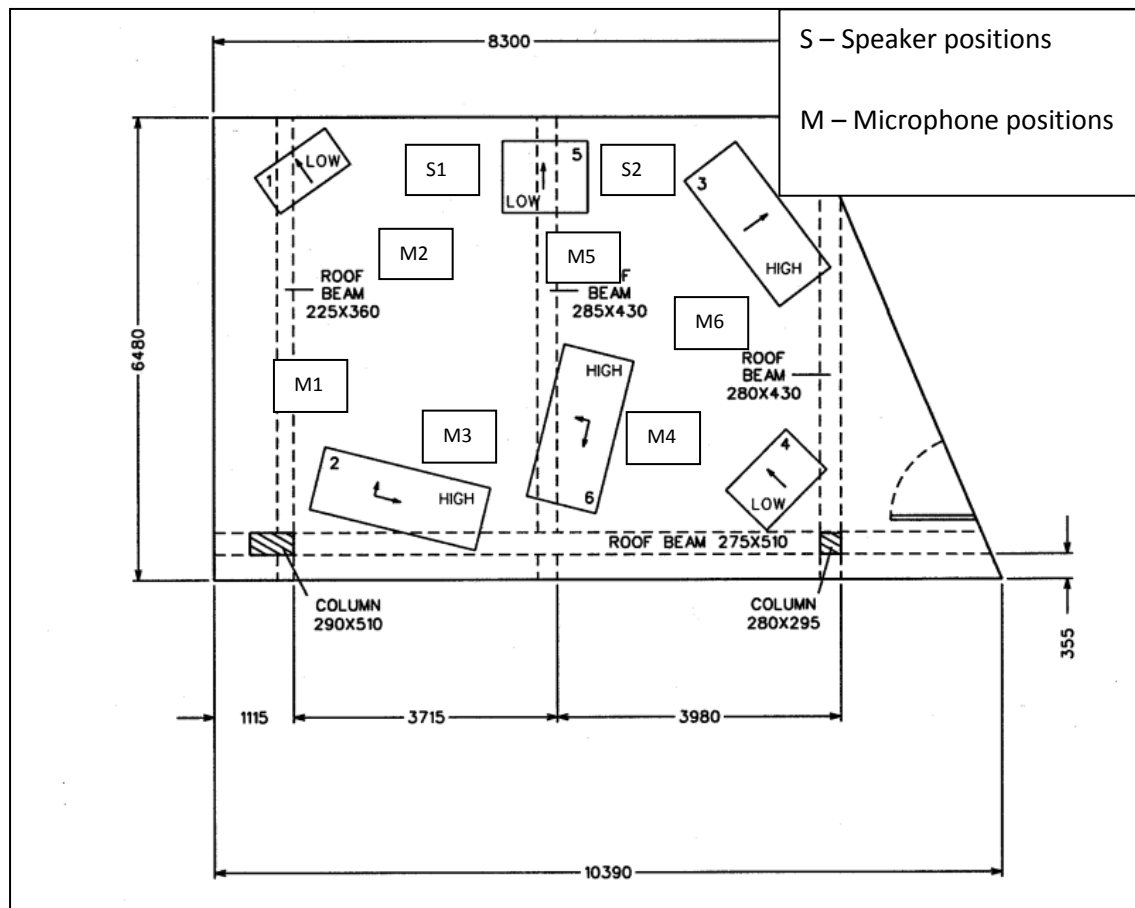 8300
S – Speaker positions
M – Microphone positions
1
LOW
S1
5
LOW
S2
3
HIGH
M2
M5
ROOF
BEAM
225X360
BEAM
285X430
M6
6480
ROOF
BEAM
280X430
M1
HIGH
M3
M4
2
HIGH
6
4
LOW
ROOF BEAM 275X510
COLUMN
290X510
COLUMN
280X295
355
1115
3715
3980
10390